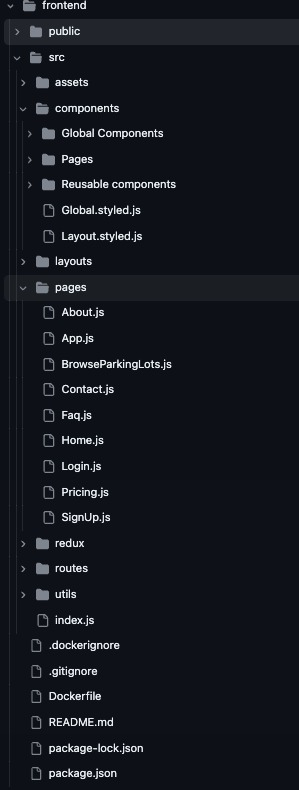 frontend
public
src
assets
components
Global Components
Pages
Reusable components
Global.styled.js
Layout.styled.js
layouts
pages
About.js
App.js
BrowseParkingLots.js
Contact.js
Faq.js
Home.js
Login.js
Pricing.js
SignUp.js
redux
routes
utils
index.js
.dockerignore
.gitignore
Dockerfile
README.md
package-lock.json
package.json